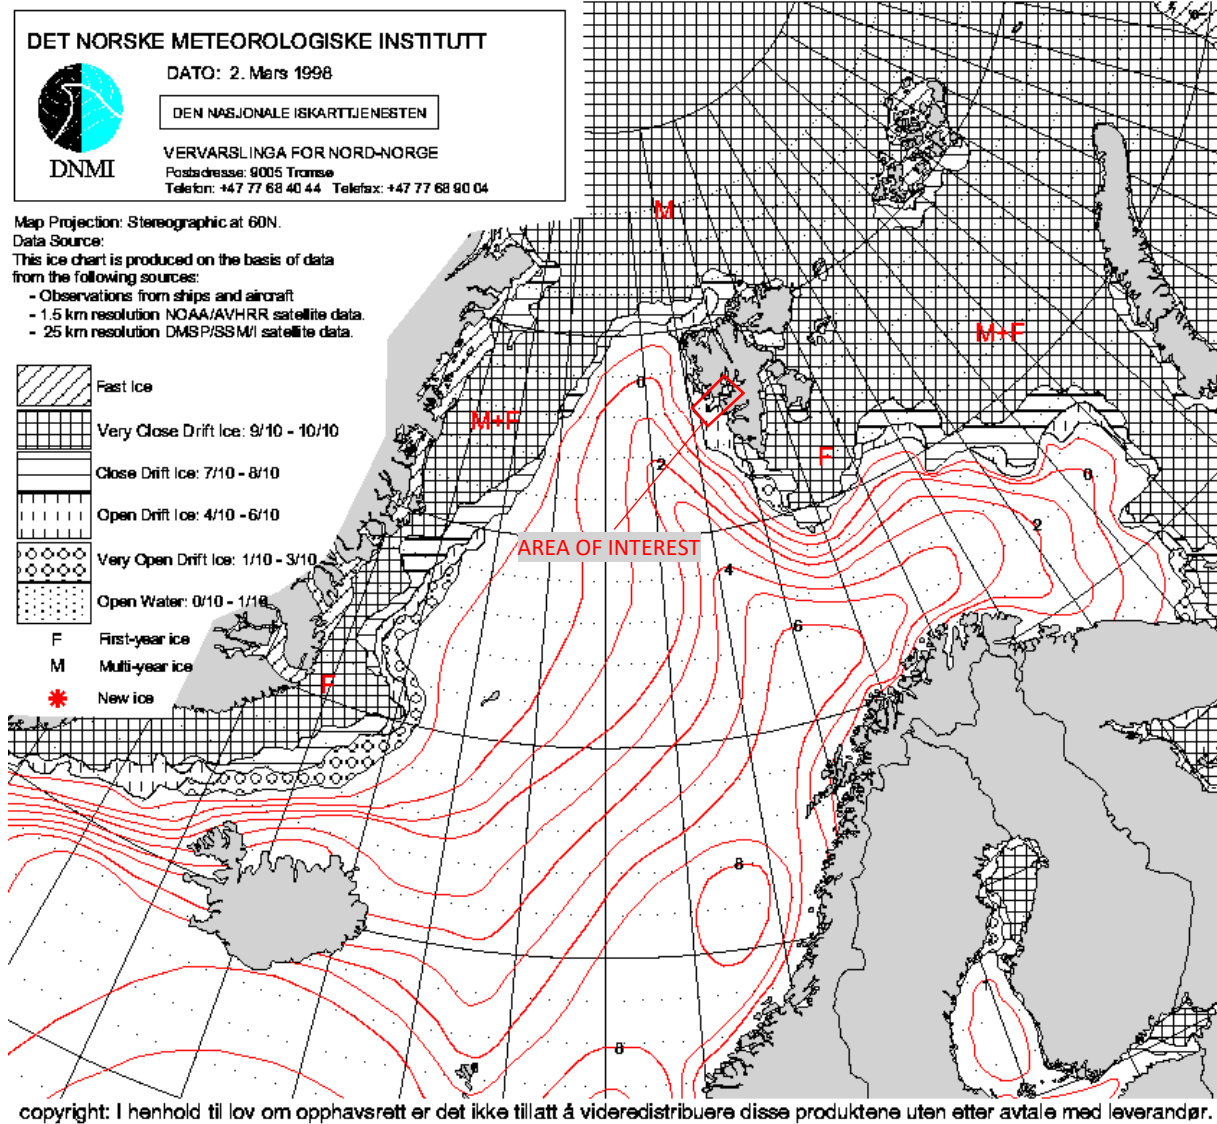 DET NORSKE METEOROLOGISKE INSTITUTT
DATO: 2. Mars 1998
DEN NASJONALE ISKARTTJENESTEN
DNMI
VERVARSLINGA FOR NORD-NORGE
Postadresse: 9005 Tromsø
Telefon: +47 77 68 40 44 Telefax: +47 77 68 90 04
Map Projection: Stereographic at 60N.
Data Source:
This ice chart is produced on the basis of data
from the following sources:
- Observations from ships and aircraft
- 1.5 km resolution NOAA/AVHRR satellite data.
- 25 km resolution DMSP/SSM/I satellite data.
Fast Ice
Very Close Drift Ice: 9/10 - 10/10
Close Drift Ice: 7/10 - 8/10
Open Drift Ice: 4/10 - 6/10
Very Open Drift Ice: 1/10 - 3/10
Open Water: 0/10 - 1/10
F First-year ice
M Multi-year ice
New ice
M
M+F
M+F
F
F
0
2
0
2
4
6
8
8
AREA OF INTEREST
copyright: I henhold til lov om opphavsrett er det ikke tillatt å videredistribuere disse produktene uten etter avtale med leverandør.